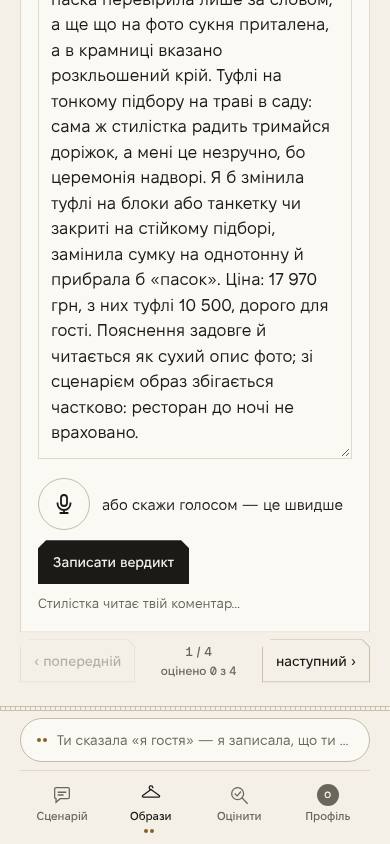 паска перевірила лише за словом,
а ще що на фото сукня приталена,
а в крамниці вказано
розкльошений крій. Туфлі на
тонкому підбору на траві в саду:
сама ж стилістка радить тримайся
доріжок, а мені це незручно, бо
церемонія надворі. Я б змінила
туфлі на блоки або танкетку чи
закриті на стійкому підборі,
замінила сумку на однотонну й
прибрала б «пасок». Ціна: 17 970
грн, з них туфлі 10 500, дорого для
гості. Пояснення задовге й
читається як сухий опис фото; зі
сценарієм образ збігається
частково: ресторан до ночі не
враховано.
або скажи голосом — це швидше
Записати вердикт
Стилістка читає твій коментар…
‹ попередній
1 / 4
оцінено 0 з 4
наступний ›
Ти сказала «я гостя» — я записала, що ти …
Сценарій
Образи
Оцінити
О
Профіль